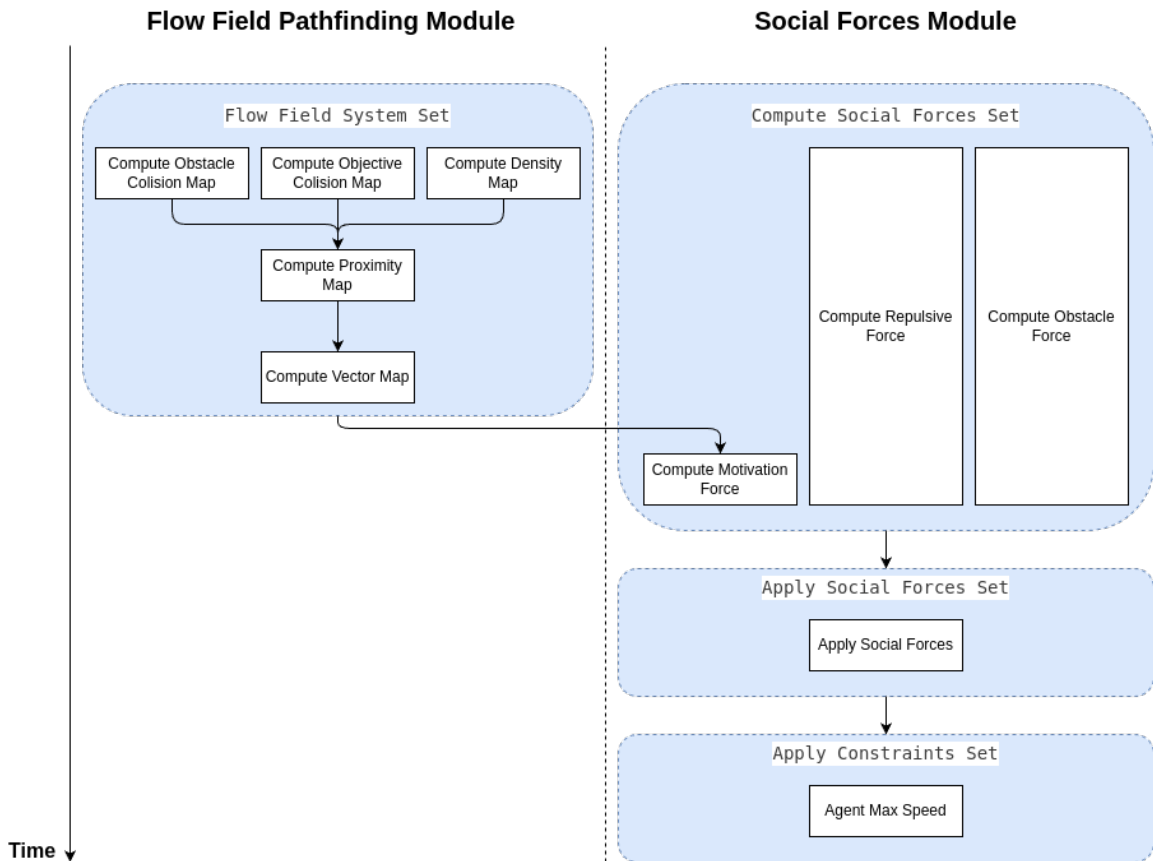 Flow Field Pathfinding Module
Social Forces Module
Flow Field System Set
Compute Obstacle
Colision Map
Compute Objective
Colision Map
Compute Density
Map
Compute Proximity
Map
Compute Vector Map
Compute Social Forces Set
Compute Repulsive
Force
Compute Obstacle
Force
Compute Motivation
Force
Apply Social Forces Set
Apply Social Forces
Apply Constraints Set
Agent Max Speed
Time